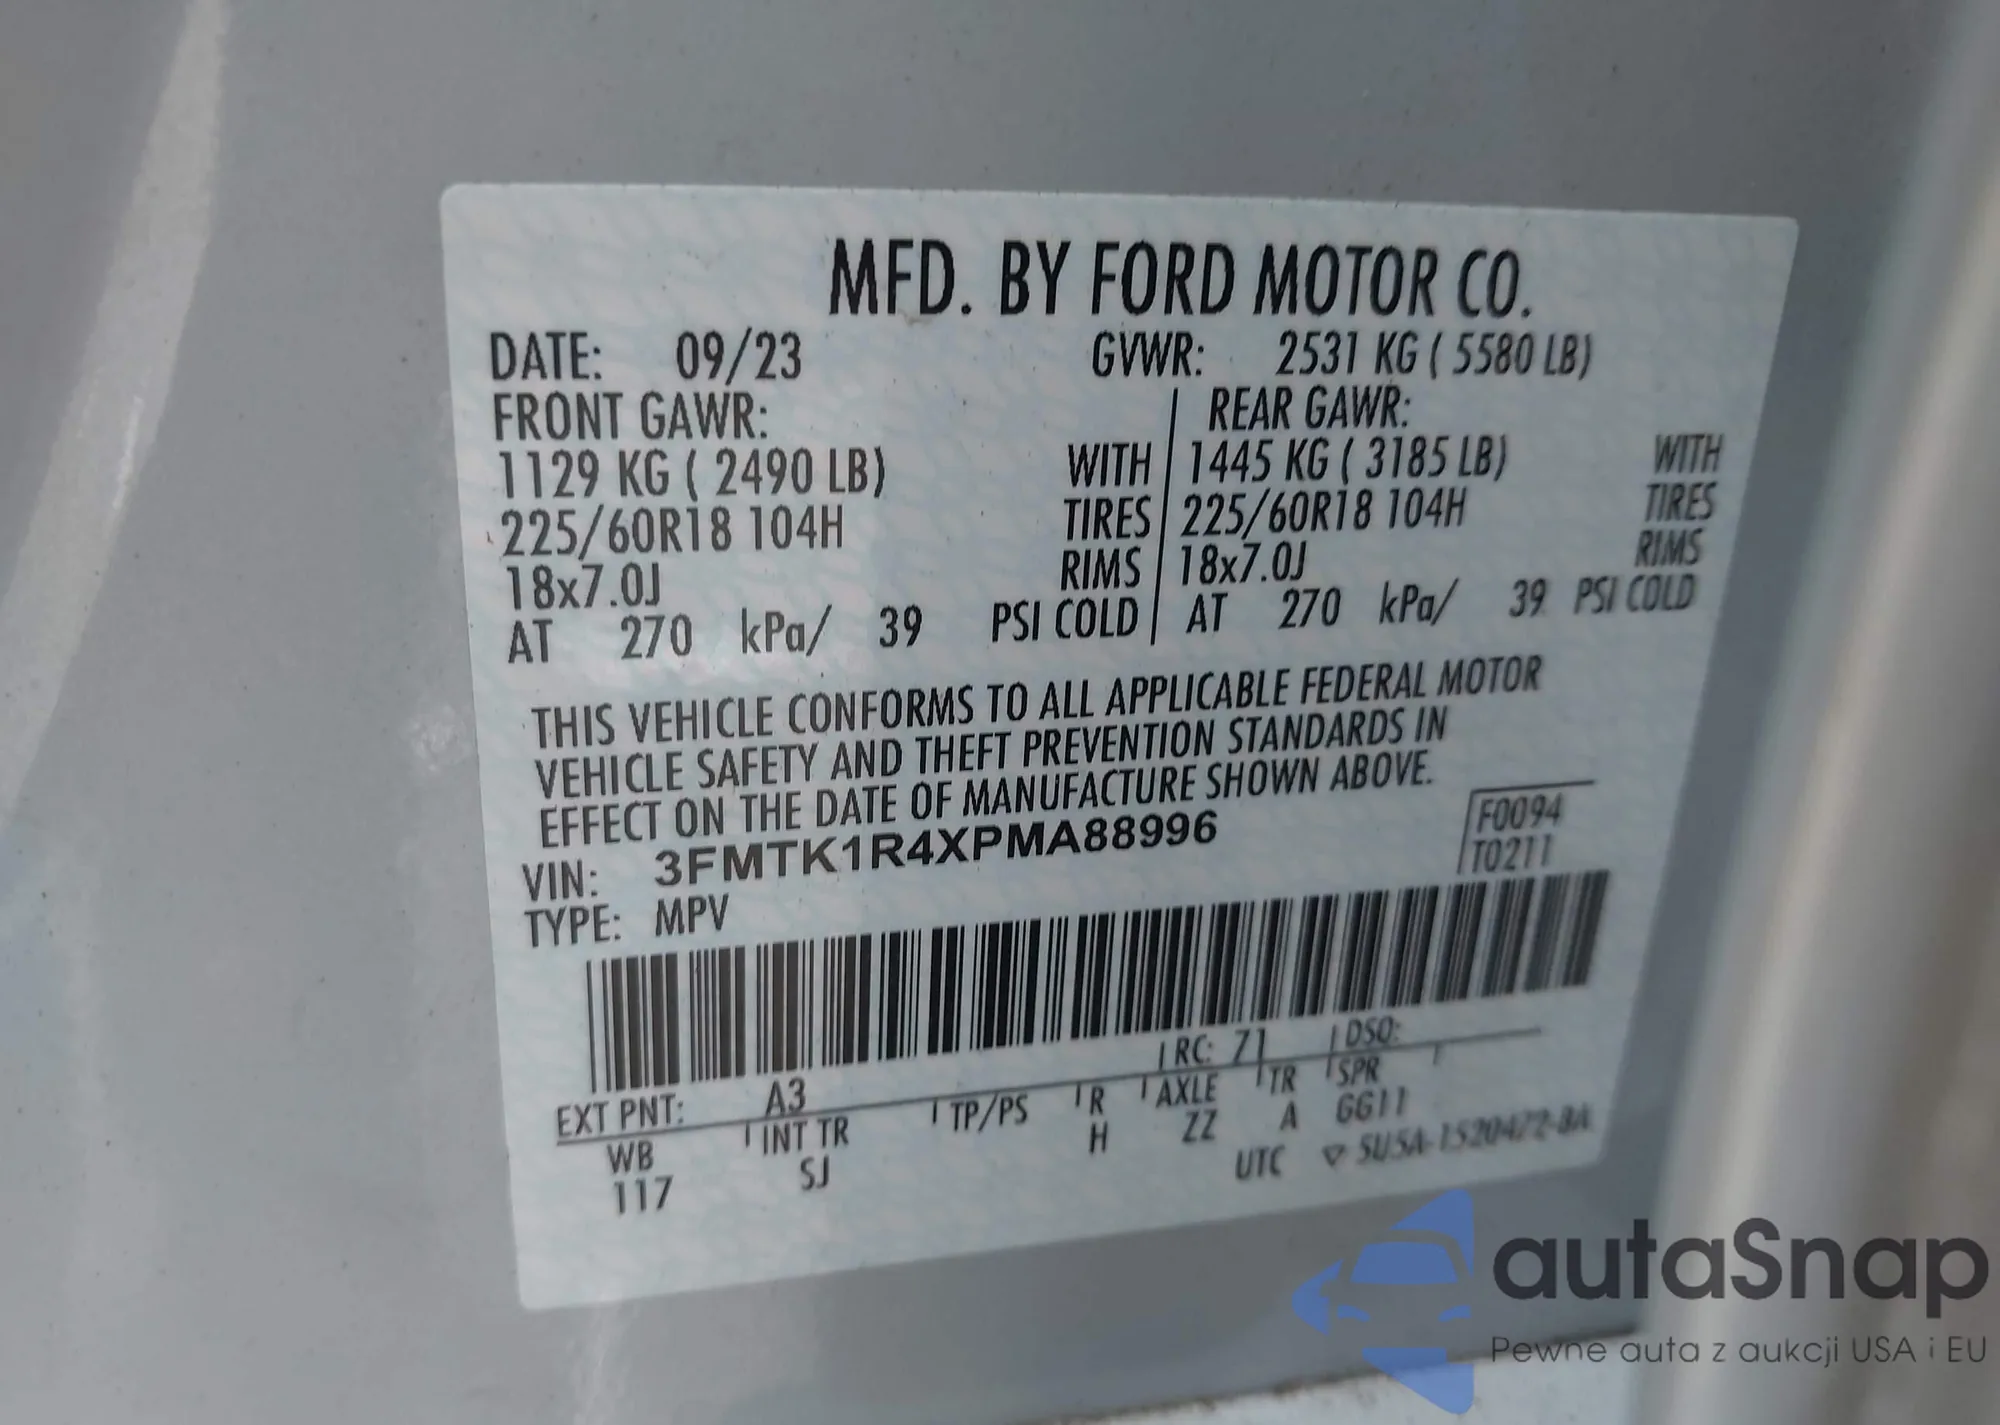 MFD. BY FORD MOTOR CO.
DATE: 09/23 GVWR: 2531 KG ( 5580 LB)
FRONT GAWR: REAR GAWR:
1129 KG ( 2490 LB) WITH 1445 KG ( 3185 LB) WITH
225/60R18 104H TIRES 225/60R18 104H TIRES
18x7.0J RIMS 18x7.0J RIMS
AT 270 kPa/ 39 PSI COLD AT 270 kPa/ 39 PSI COLD
THIS VEHICLE CONFORMS TO ALL APPLICABLE FEDERAL MOTOR
VEHICLE SAFETY AND THEFT PREVENTION STANDARDS IN
EFFECT ON THE DATE OF MANUFACTURE SHOWN ABOVE.
F0094
VIN: 3FMTK1R4XPMA88996 T0211
TYPE: MPV
EXT PNT: A3 RC: 71 DSO:
WB INT TR TP/PS R AXLE TR SPR
117 SJ H ZZ A GG11
UTC ▽ SU5A-1520472-BA
autaSnap
Pewne auta z aukcji USA i EU